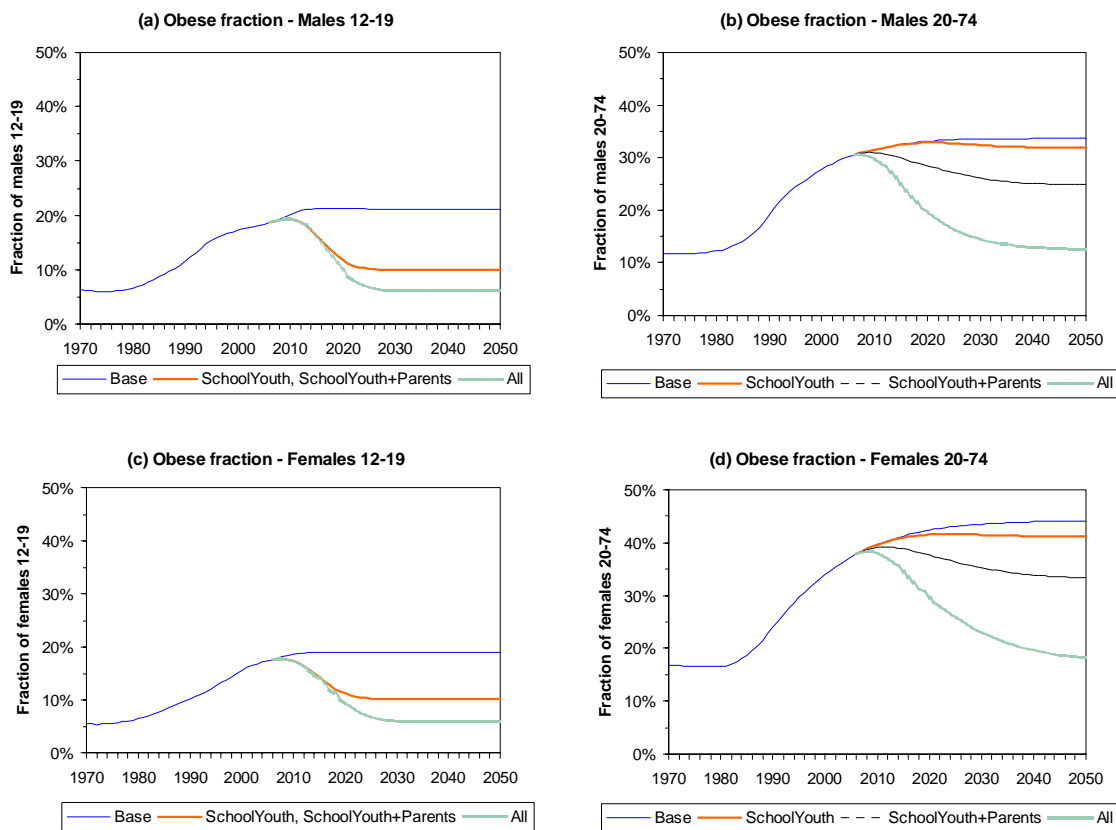 (a) Obese fraction - Males 12-19
Fraction of males 12-19
50%
40%
30%
20%
10%
0%
1970 1980 1990 2000 2010 2020 2030 2040 2050
Base SchoolYouth, SchoolYouth+Parents All
(b) Obese fraction - Males 20-74
Fraction of males 20-74
50%
40%
30%
20%
10%
0%
1970 1980 1990 2000 2010 2020 2030 2040 2050
Base SchoolYouth SchoolYouth+Parents All
(c) Obese fraction - Females 12-19
Fraction of females 12-19
50%
40%
30%
20%
10%
0%
1970 1980 1990 2000 2010 2020 2030 2040 2050
Base SchoolYouth, SchoolYouth+Parents All
(d) Obese fraction - Females 20-74
Fraction of females 20-74
50%
40%
30%
20%
10%
0%
1970 1980 1990 2000 2010 2020 2030 2040 2050
Base SchoolYouth SchoolYouth+Parents All